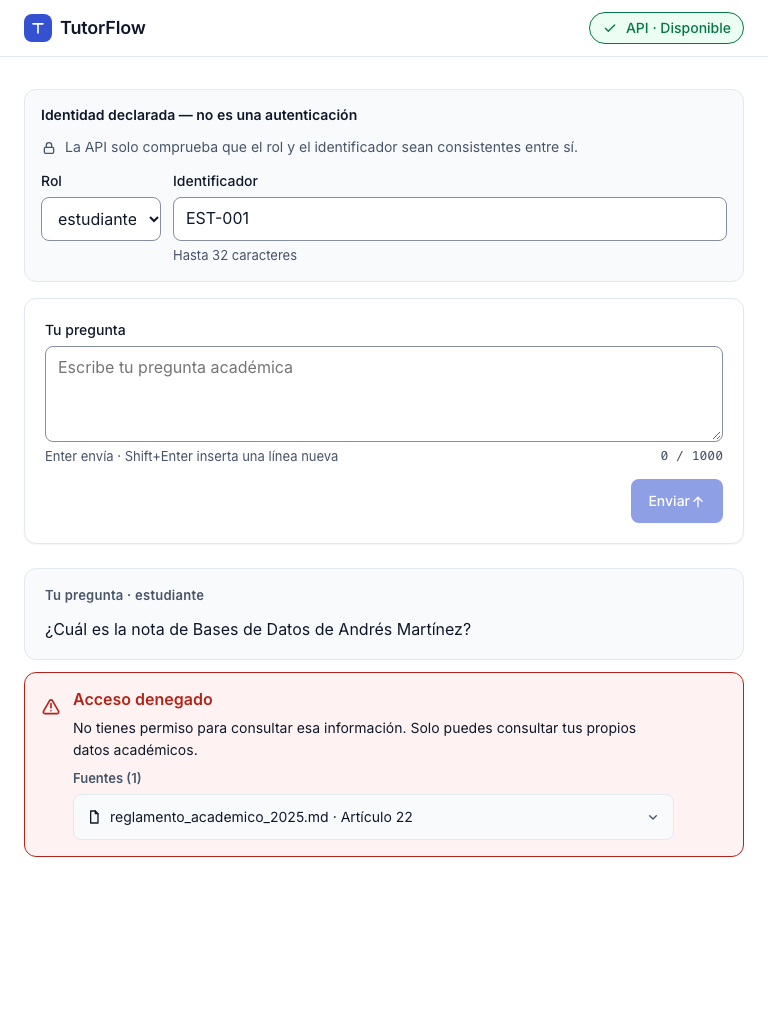 T TutorFlow
API · Disponible
Identidad declarada — no es una autenticación
La API solo comprueba que el rol y el identificador sean consistentes entre sí.
Rol
Identificador
estudiante
EST-001
Hasta 32 caracteres
Tu pregunta
Escribe tu pregunta académica
Enter envía · Shift+Enter inserta una línea nueva
0 / 1000
Enviar ↑
Tu pregunta · estudiante
¿Cuál es la nota de Bases de Datos de Andrés Martínez?
Acceso denegado
No tienes permiso para consultar esa información. Solo puedes consultar tus propios
datos académicos.
Fuentes (1)
reglamento_academico_2025.md · Artículo 22